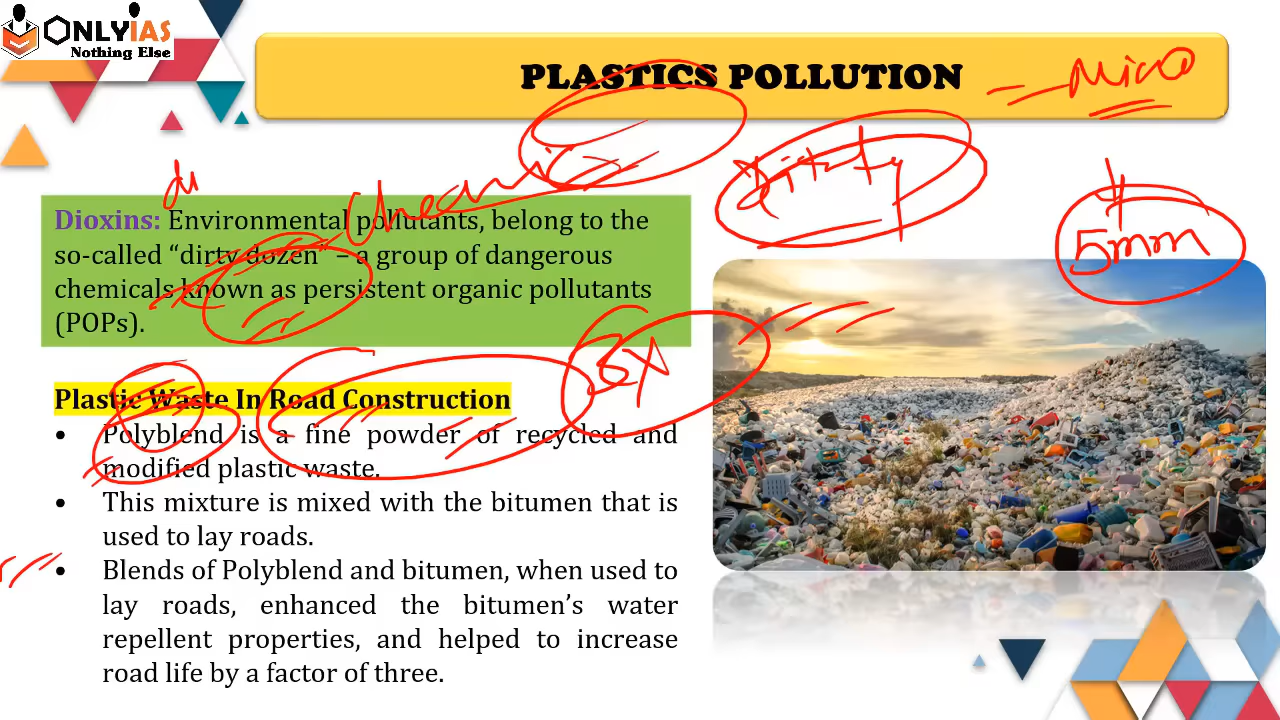 ONLYIAS
Nothing Else
PLASTICS POLLUTION
Micro
5mm
Dioxins: Environmental pollutants, belong to the
so-called “dirty dozen” – a group of dangerous
chemicals known as persistent organic pollutants
(POPs).
3X
Plastic Waste In Road Construction
• Polyblend is a fine powder of recycled and
modified plastic waste.
• This mixture is mixed with the bitumen that is
used to lay roads.
• Blends of Polyblend and bitumen, when used to
lay roads, enhanced the bitumen’s water
repellent properties, and helped to increase
road life by a factor of three.